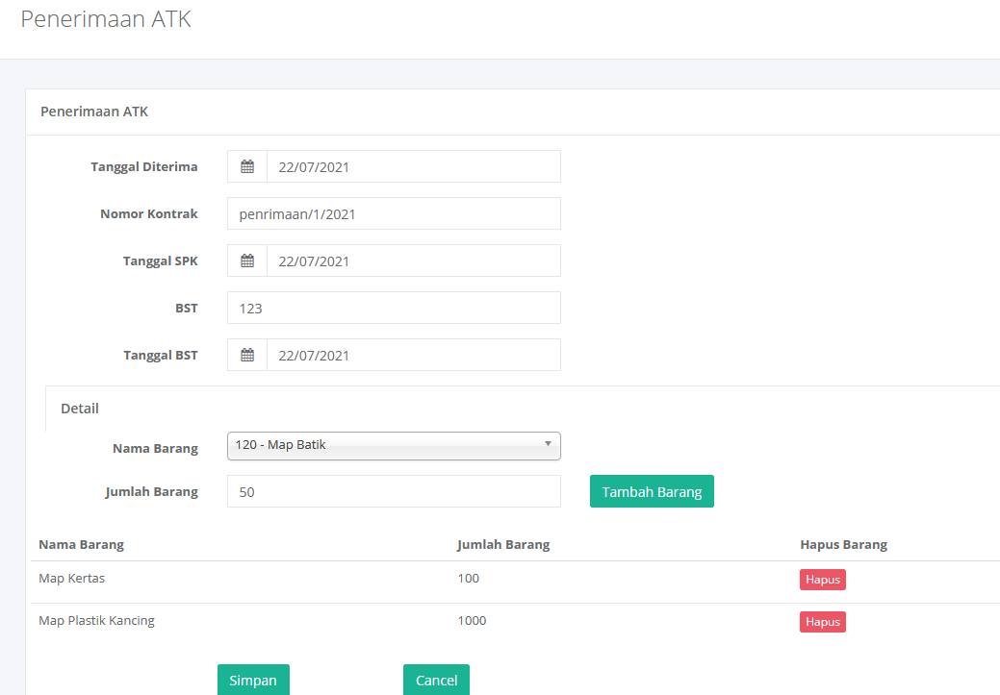 Penerimaan ATK
Penerimaan ATK
Tanggal Diterima 22/07/2021
Nomor Kontrak penrimaan/1/2021
Tanggal SPK 22/07/2021
BST 123
Tanggal BST 22/07/2021
Detail
Nama Barang 120 - Map Batik
Jumlah Barang 50 Tambah Barang
Nama Barang Jumlah Barang Hapus Barang
Map Kertas 100 Hapus
Map Plastik Kancing 1000 Hapus
Simpan Cancel